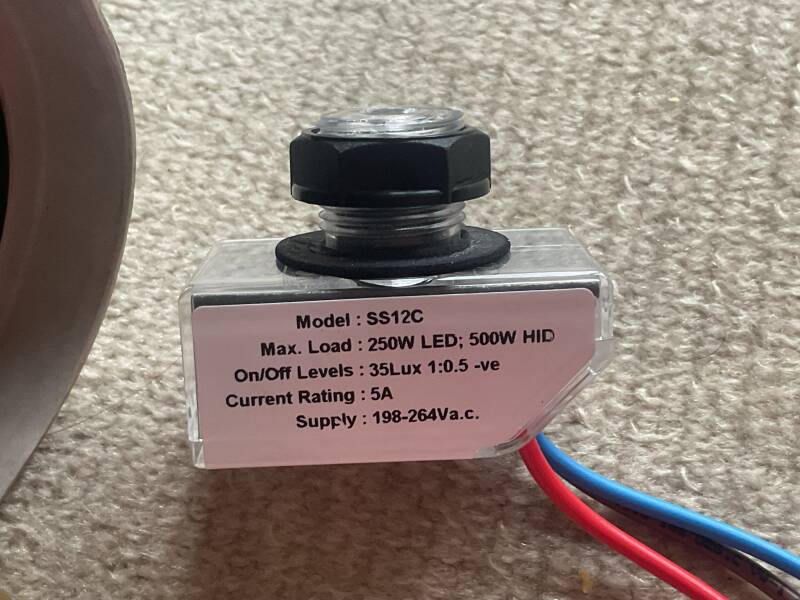 Model : SS12C
Max. Load : 250W LED; 500W HID
On/Off Levels : 35Lux 1:0.5 -ve
Current Rating : 5A
Supply : 198-264Va.c.